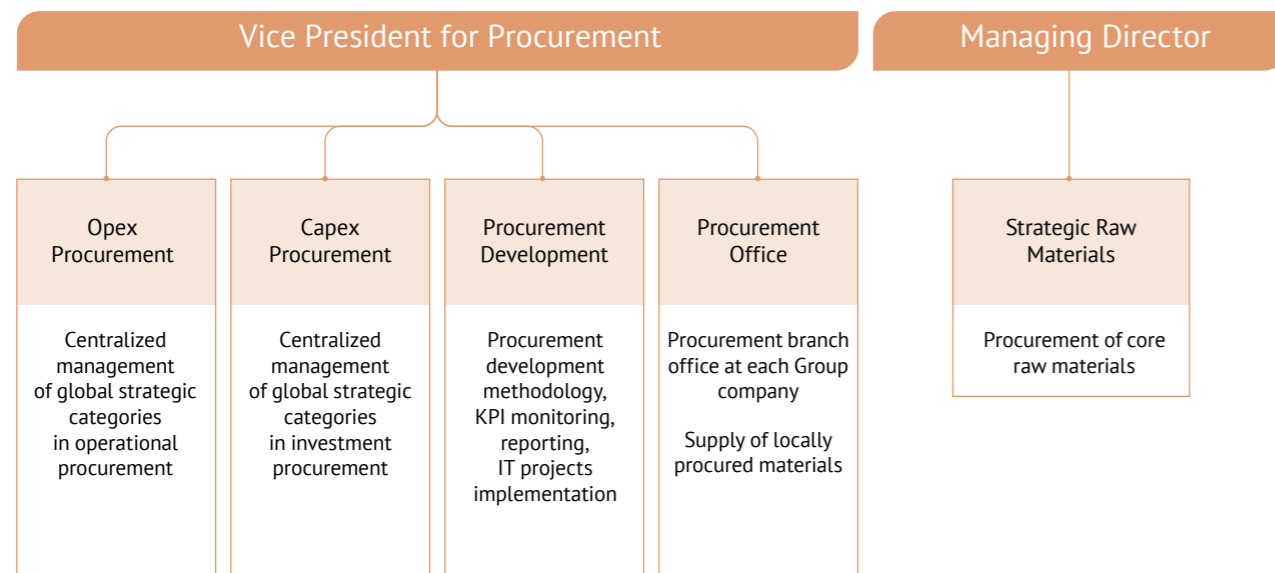 Vice President for Procurement
Managing Director
Opex
Procurement
Centralized
management
of global strategic
categories
in operational
procurement
Capex
Procurement
Centralized
management
of global strategic
categories
in investment
procurement
Procurement
Development
Procurement
development
methodology,
KPI monitoring,
reporting,
IT projects
implementation
Procurement
Office
Procurement branch
office at each Group
company
Supply of locally
procured materials
Strategic Raw
Materials
Procurement of core
raw materials